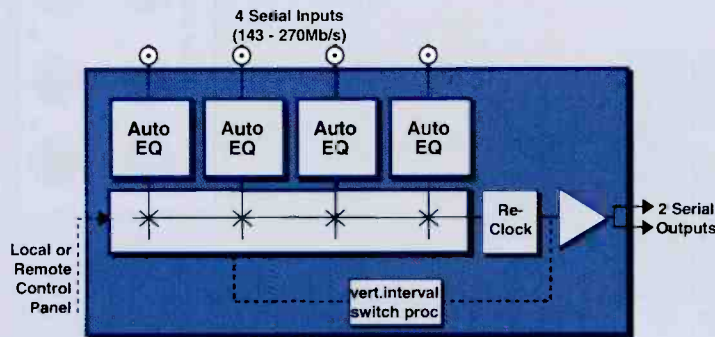 4 Serial Inputs
(143 - 270Mb/s)
Auto
EQ
Auto
EQ
Auto
EQ
Auto
EQ
Re-
Clock
2 Serial
Outputs
Local or
Remote
Control
Panel
vert.interval
switch proc